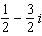 1/2 - 3/2 i